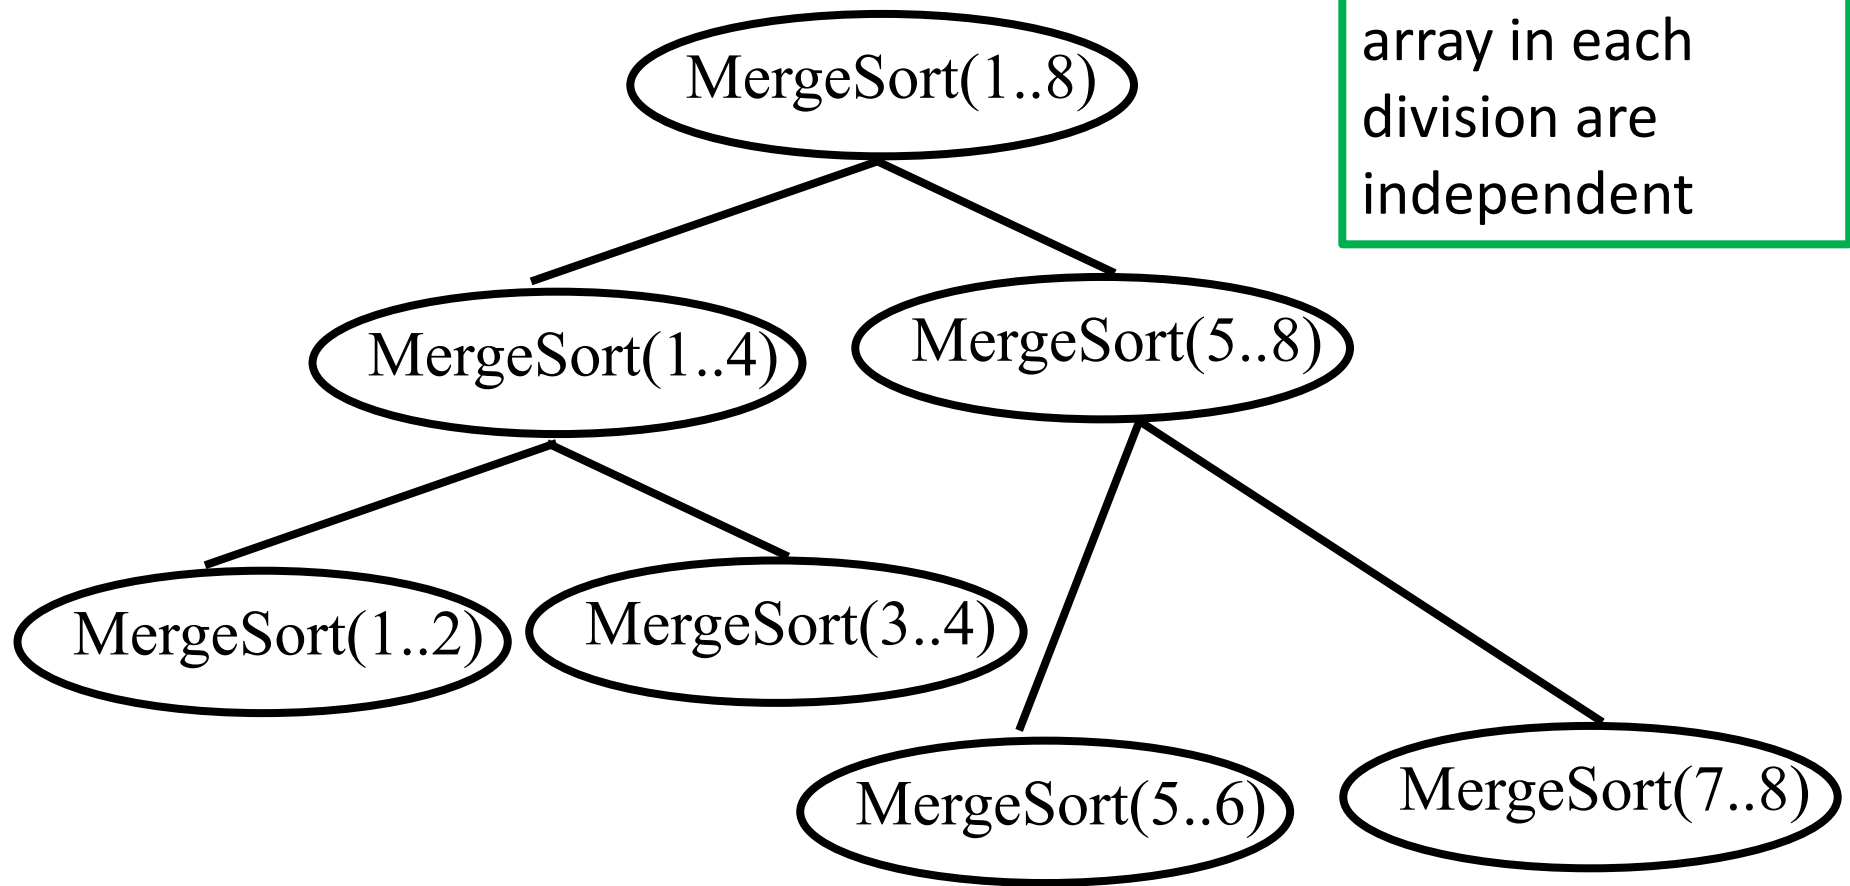 MergeSort(1..8)
array in each
division are
independent
MergeSort(1..4)
MergeSort(5..8)
MergeSort(1..2)
MergeSort(3..4)
MergeSort(5..6)
MergeSort(7..8)